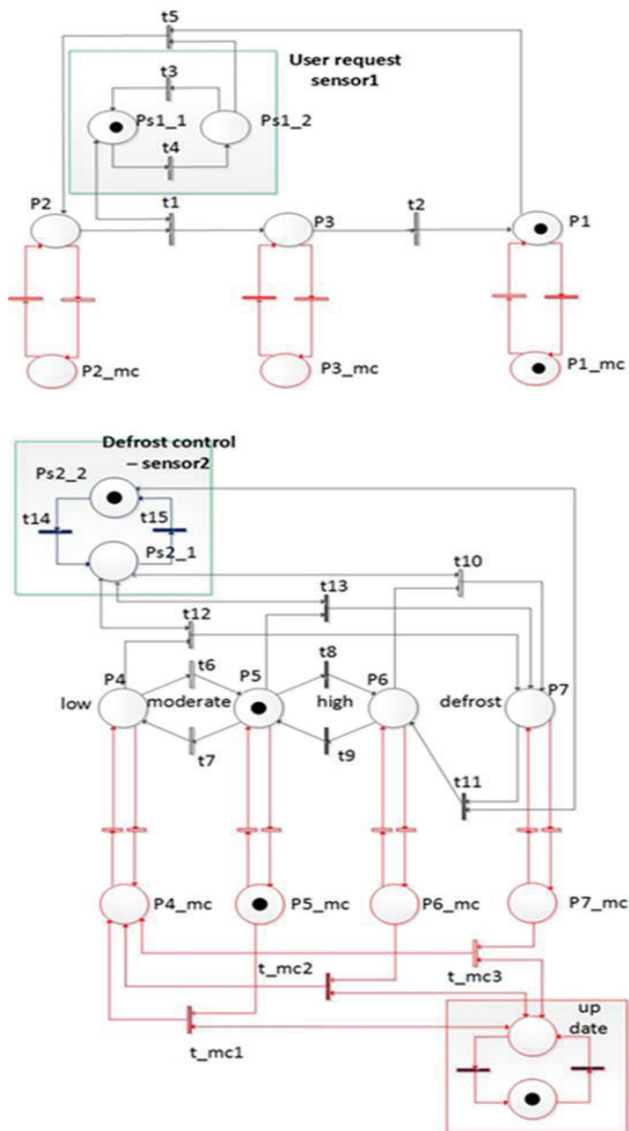 t5
User request
sensor1
t3
Ps1_1
Ps1_2
t4
P2
t1
P3
t2
P1
P2_mc
P3_mc
P1_mc
Defrost control
– sensor2
Ps2_2
t14
t15
Ps2_1
t10
t13
t12
t6
t8
P4
P5
P6
P7
low
moderate
high
defrost
t7
t9
t11
P4_mc
P5_mc
P6_mc
P7_mc
t_mc2
t_mc3
t_mc1
up
date